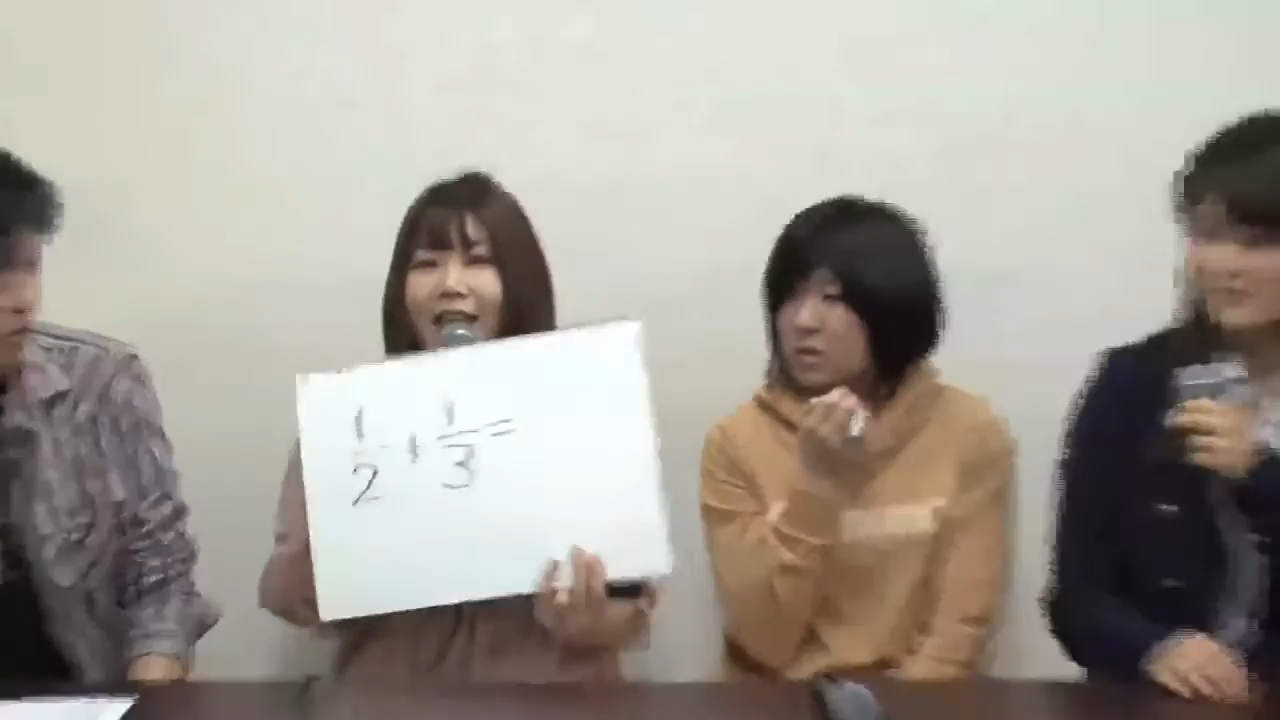 1/2 + 1/3 =